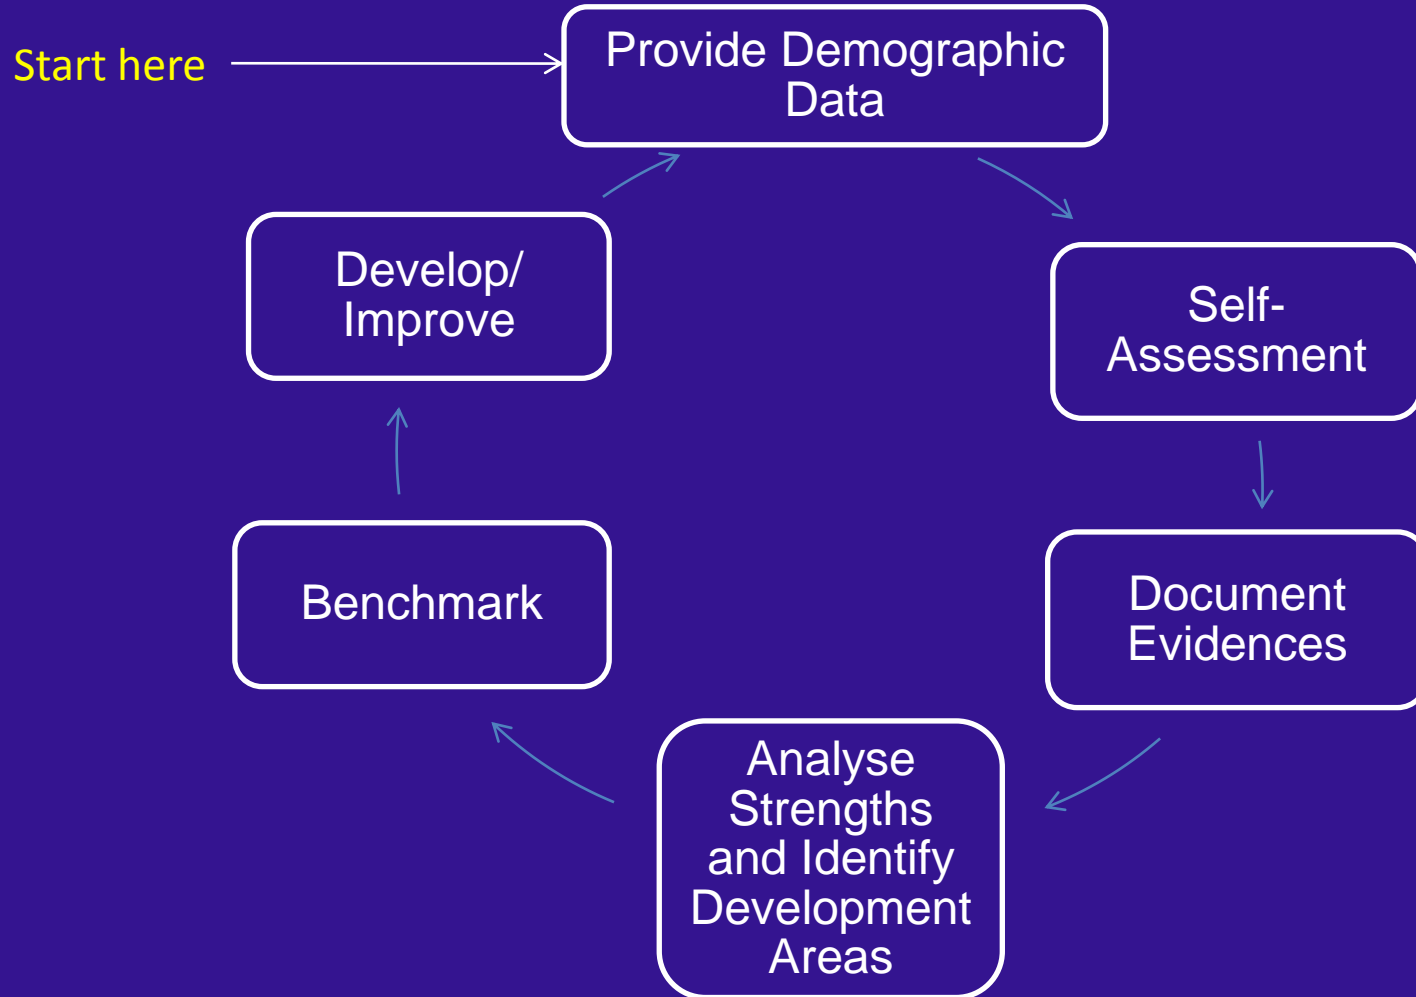 Start here
Provide Demographic
Data
Self-
Assessment
Document
Evidences
Analyse
Strengths
and Identify
Development
Areas
Benchmark
Develop/
Improve